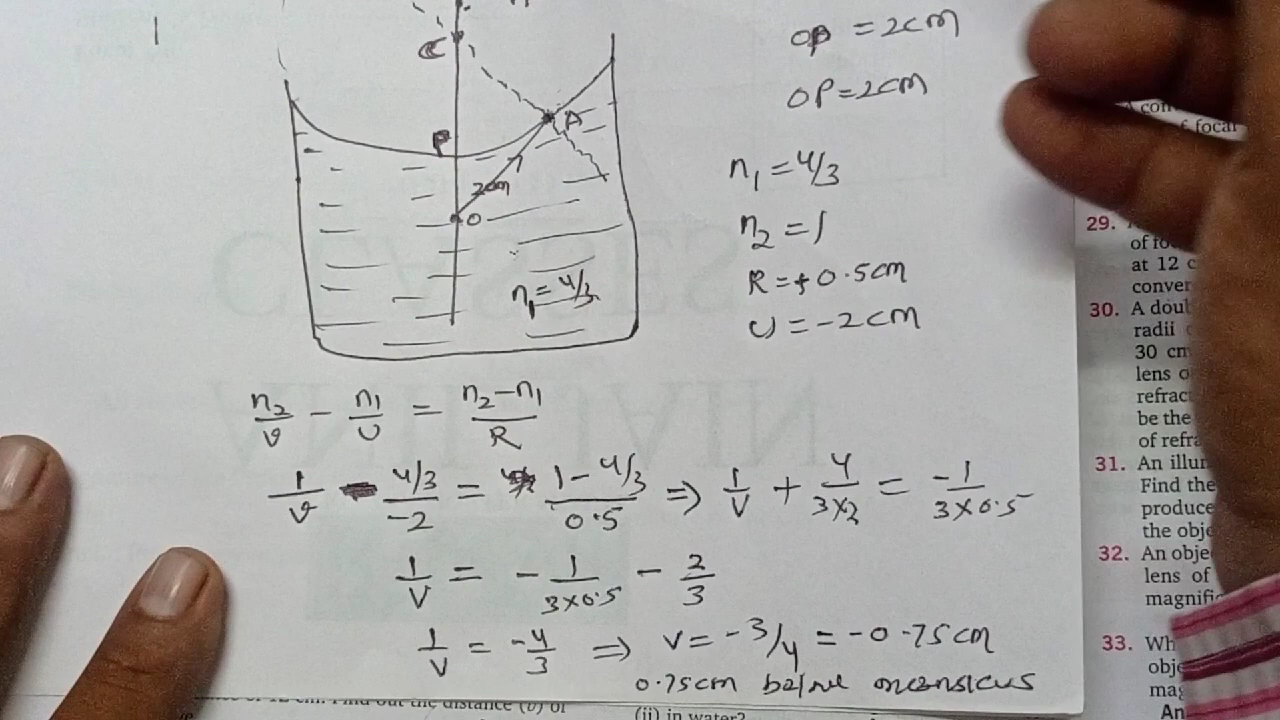 C
P
A
2cm
O
n1 = 4/3
OP = 2cm
OP = 2cm
n1 = 4/3
n2 = 1
R = +0.5cm
U = -2cm
n2/v - n1/U = n2-n1/R
1/v - 4/3/-2 = 1-4/3/0.5 => 1/V + 4/3×2 = -1/3×0.5
1/V = -1/3×0.5 - 2/3
1/V = -4/3 => V = -3/4 = -0.75cm
0.75cm below meansicus
29.
of fo
at 12 c
conver
30. A doub
radii
30 cm
lens o
refrac
be the
of refra
31. An illun
Find the
produce
the obje
32. An obje
lens of
magnific
33. Wh
obje
mag
An
(ii) in water?